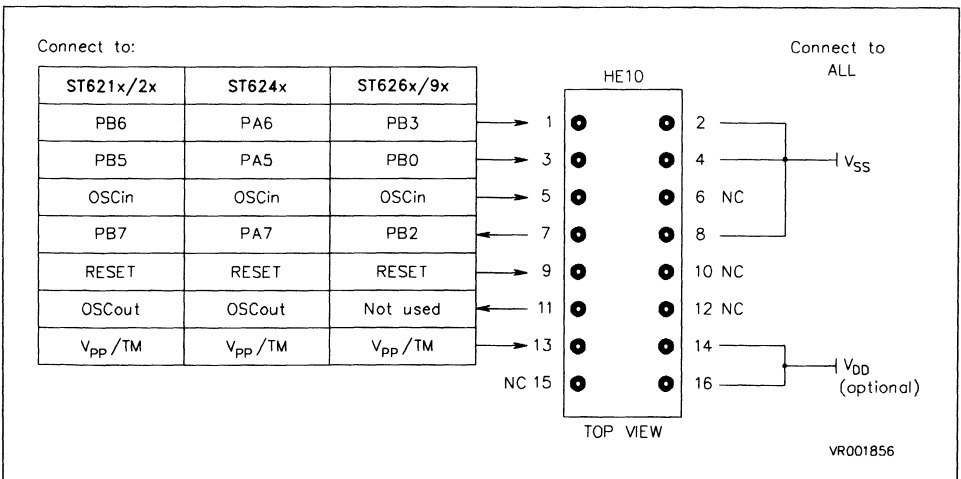 Connect to:
Connect to
ALL
HE10
ST621x/2x ST624x ST626x/9x
PB6 PA6 PB3 1 2
PB5 PA5 PB0 3 4 VSS
OSCin OSCin OSCin 5 6 NC
PB7 PA7 PB2 7 8
RESET RESET RESET 9 10 NC
OSCout OSCout Not used 11 12 NC
VPP/TM VPP/TM VPP/TM 13 14 VDD
NC 15 16 (optional)
TOP VIEW
VR001856